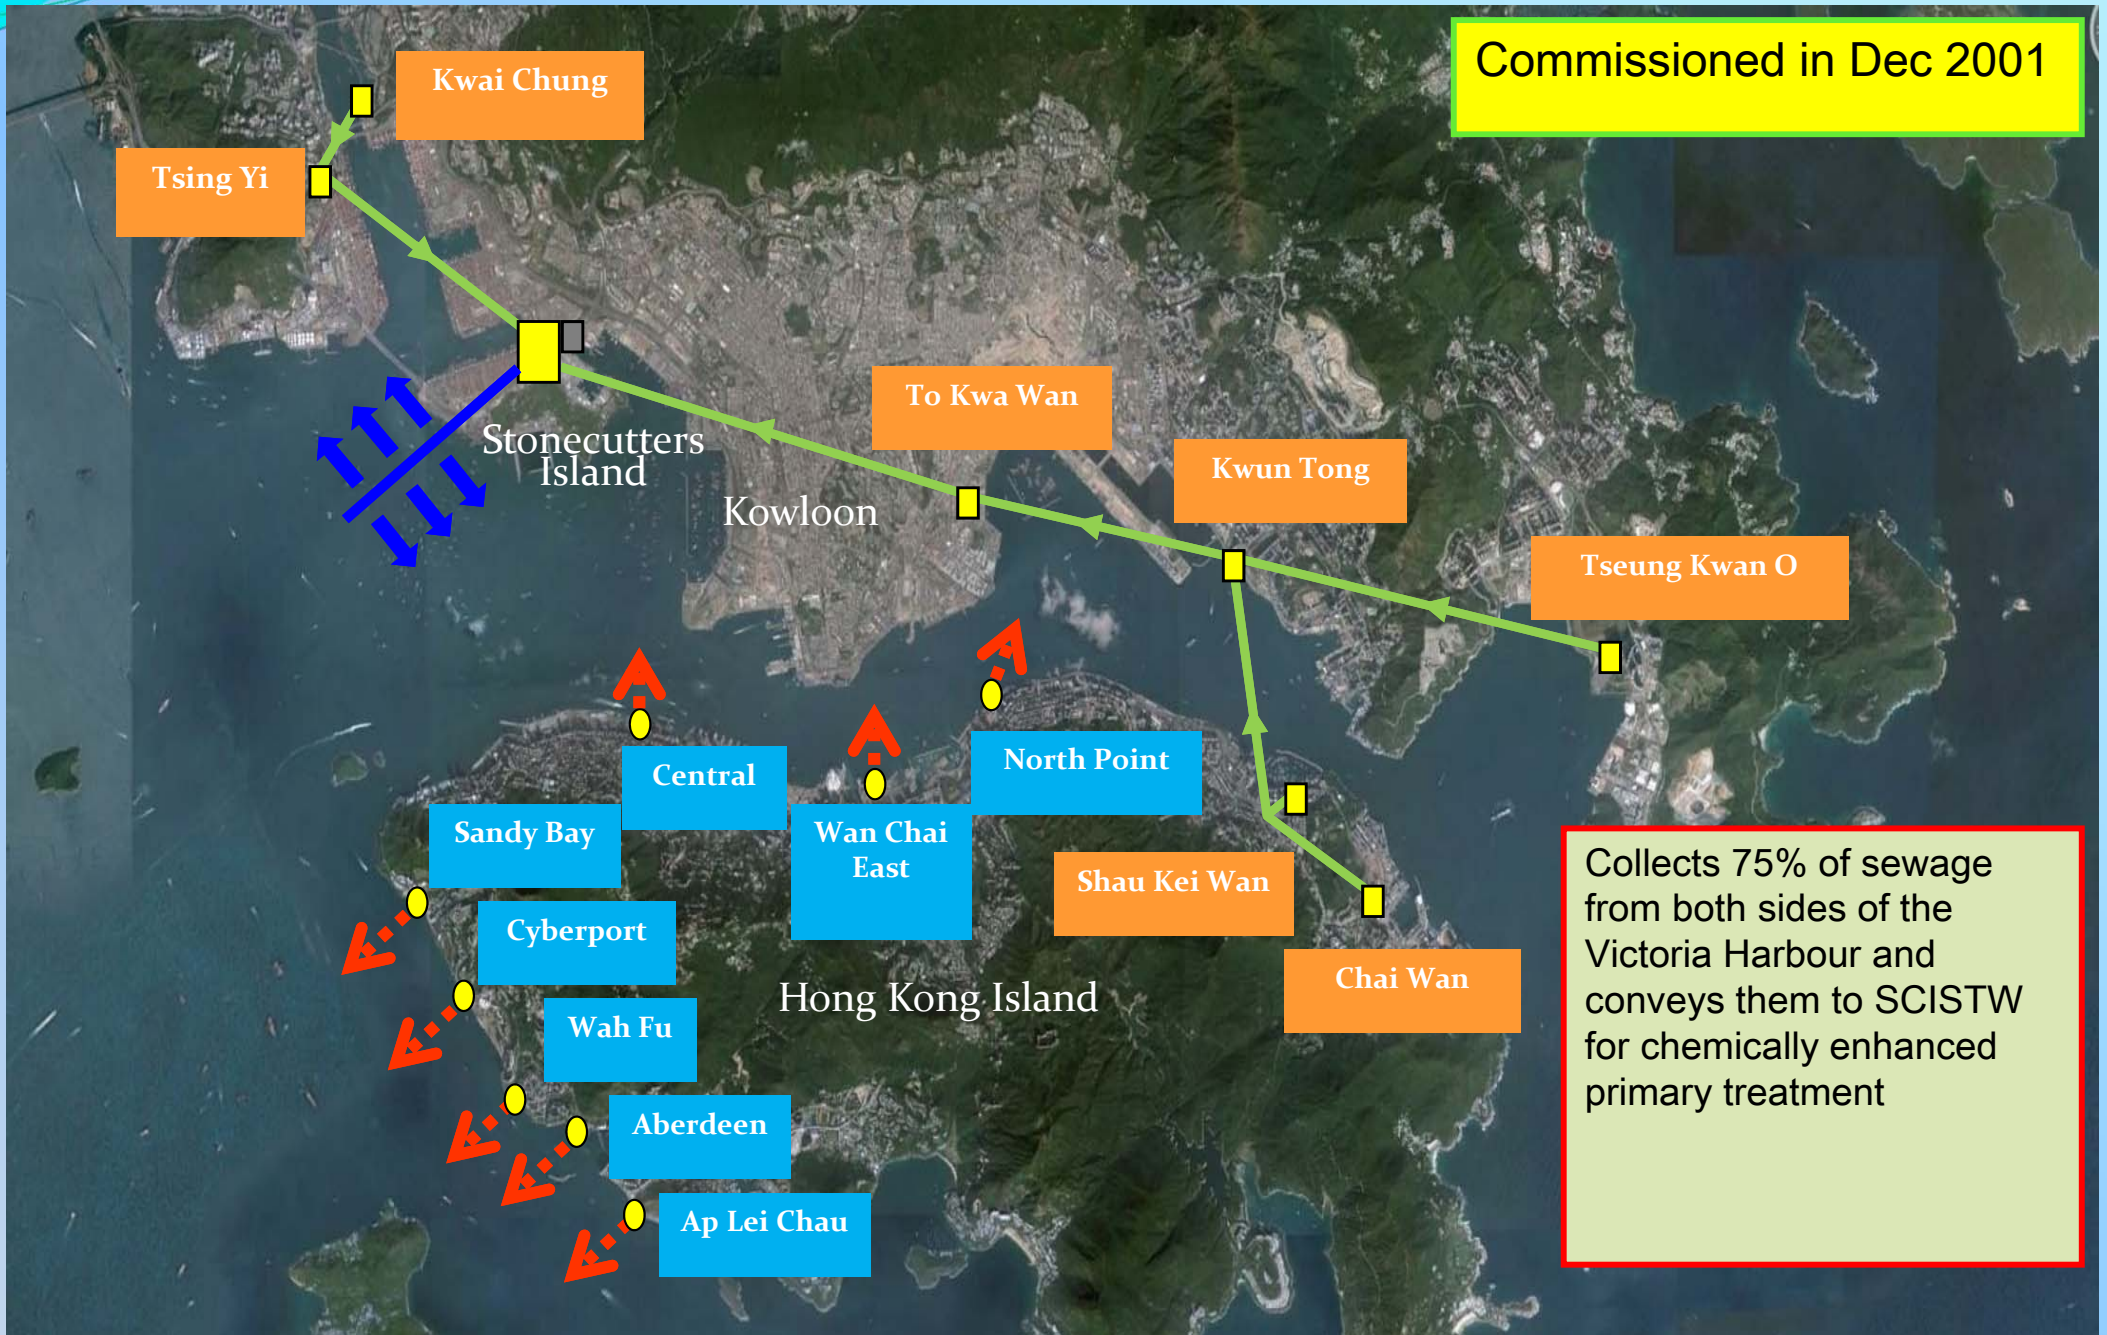 Commissioned in Dec 2001
Kwai Chung
Tsing Yi
To Kwa Wan
Stonecutters
Island
Kwun Tong
Kowloon
Tseung Kwan O
North Point
Central
Sandy Bay
Wan Chai
East
Shau Kei Wan
Cyberport
Chai Wan
Hong Kong Island
Wah Fu
Aberdeen
Ap Lei Chau
Collects 75% of sewage
from both sides of the
Victoria Harbour and
conveys them to SCISTW
for chemically enhanced
primary treatment